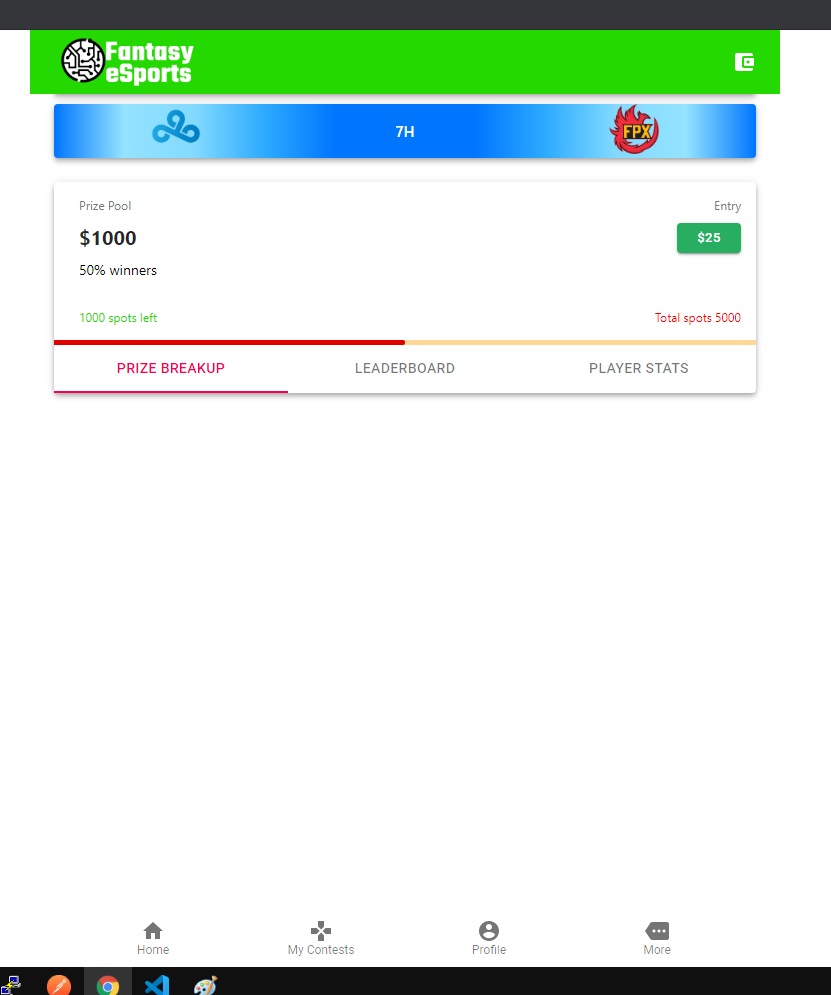 Fantasy
eSports
7H
FPX
Prize Pool
Entry
$1000
$25
50% winners
1000 spots left
Total spots 5000
PRIZE BREAKUP
LEADERBOARD
PLAYER STATS
Home
My Contests
Profile
More